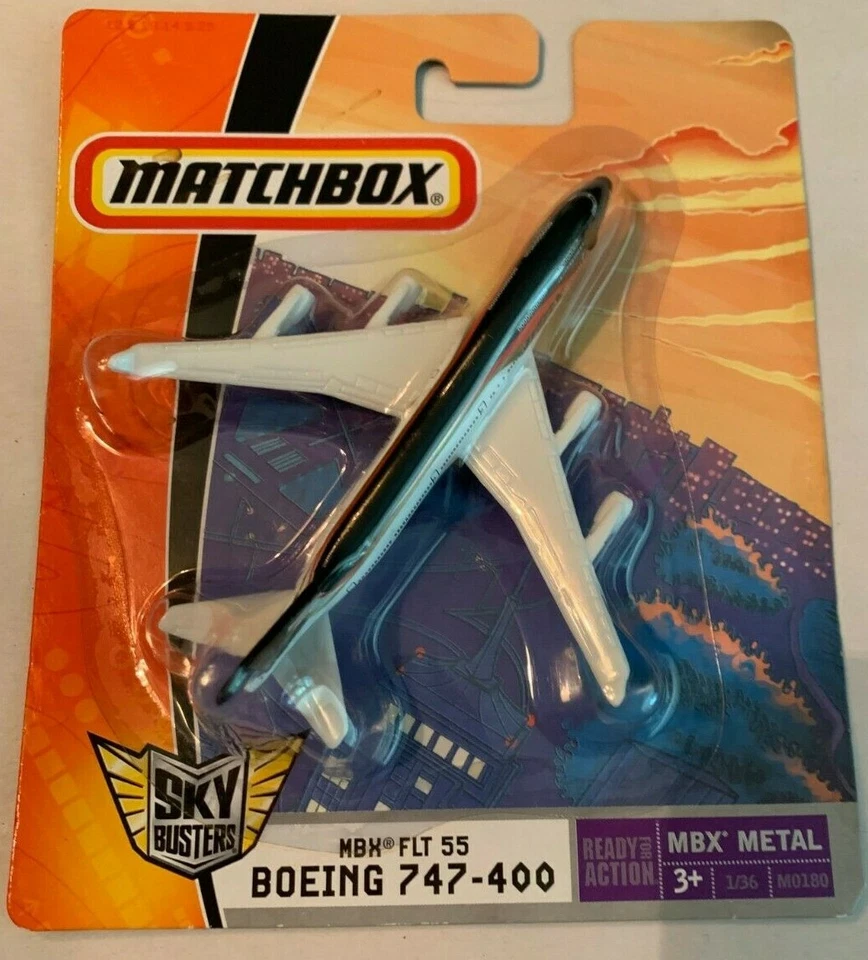 MATCHBOX®
SKY
BUSTERS
MBX® FLT 55
BOEING 747-400
READY FOR
ACTION
MBX® METAL
3+ 1/36 M0180